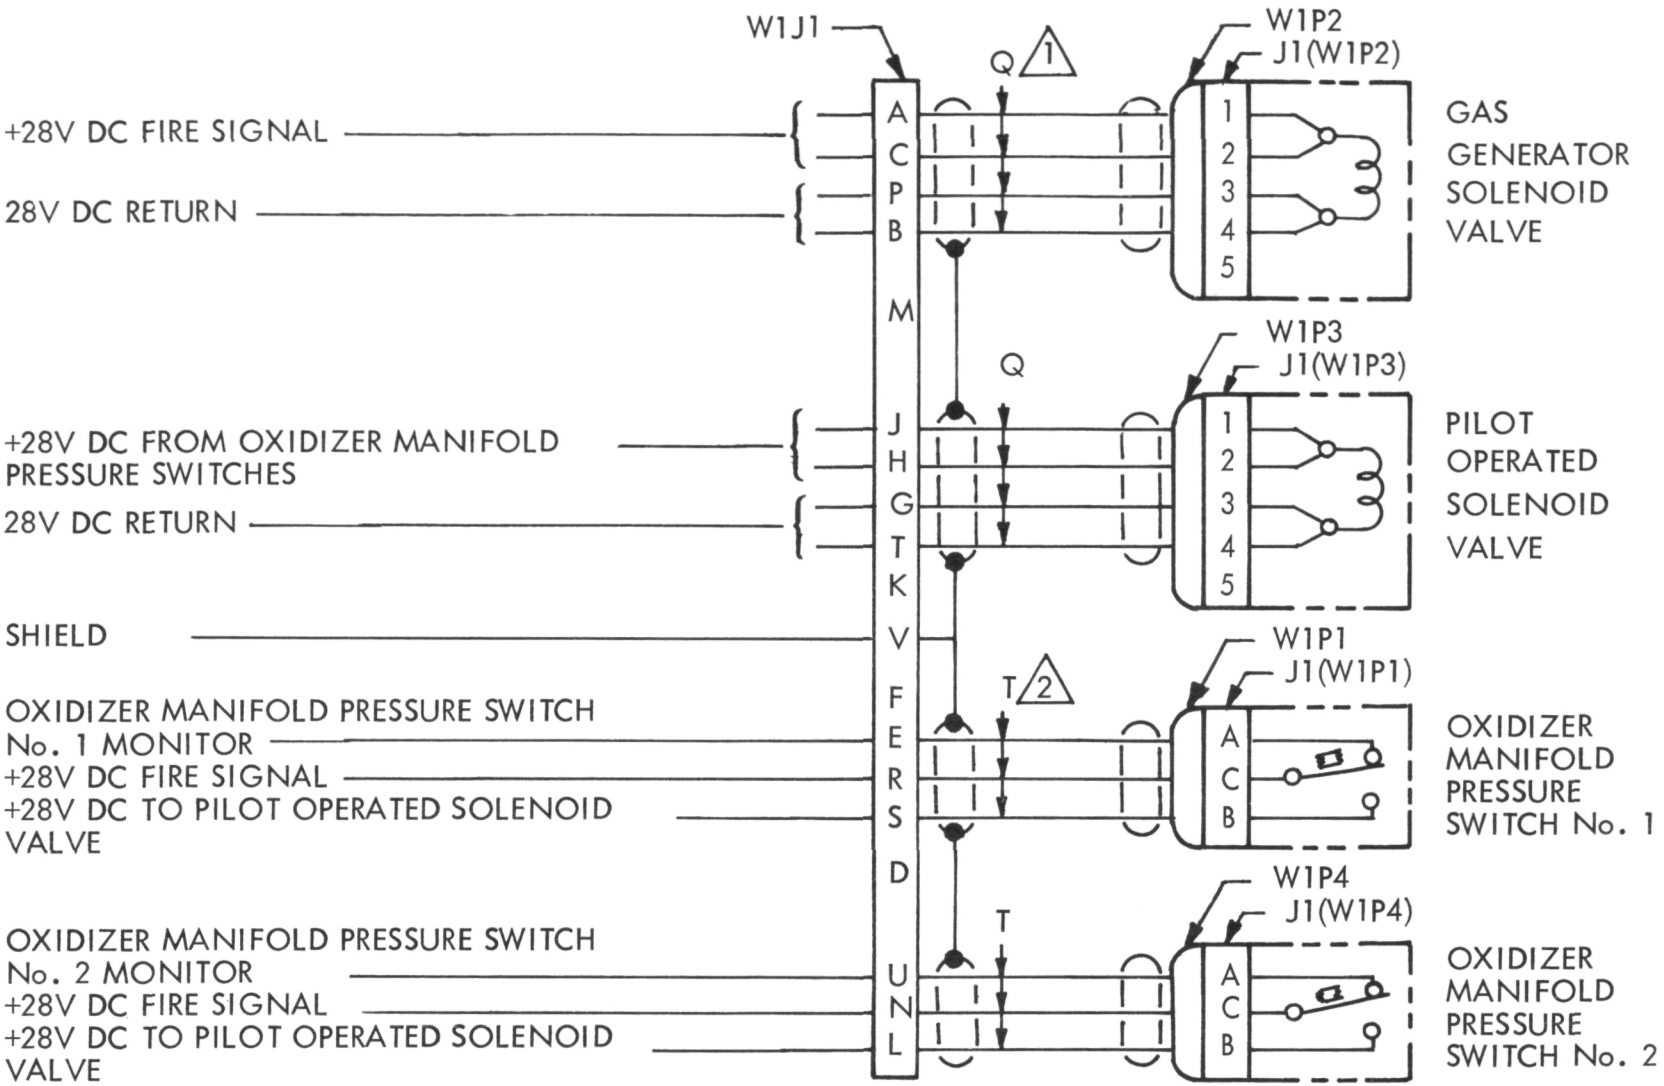 W1J1
Q 1
W1P2
J1(W1P2)
+28V DC FIRE SIGNAL
28V DC RETURN
A
C
P
B
M
1
2
3
4
5
GAS
GENERATOR
SOLENOID
VALVE
W1P3
J1(W1P3)
Q
+28V DC FROM OXIDIZER MANIFOLD
PRESSURE SWITCHES
28V DC RETURN
J
H
G
T
K
1
2
3
4
5
PILOT
OPERATED
SOLENOID
VALVE
SHIELD
V
F
W1P1
J1(W1P1)
T 2
OXIDIZER MANIFOLD PRESSURE SWITCH
No. 1 MONITOR
+28V DC FIRE SIGNAL
+28V DC TO PILOT OPERATED SOLENOID
VALVE
E
R
S
D
A
C
B
OXIDIZER
MANIFOLD
PRESSURE
SWITCH No. 1
W1P4
J1(W1P4)
T
OXIDIZER MANIFOLD PRESSURE SWITCH
No. 2 MONITOR
+28V DC FIRE SIGNAL
+28V DC TO PILOT OPERATED SOLENOID
VALVE
U
N
L
A
C
B
OXIDIZER
MANIFOLD
PRESSURE
SWITCH No. 2